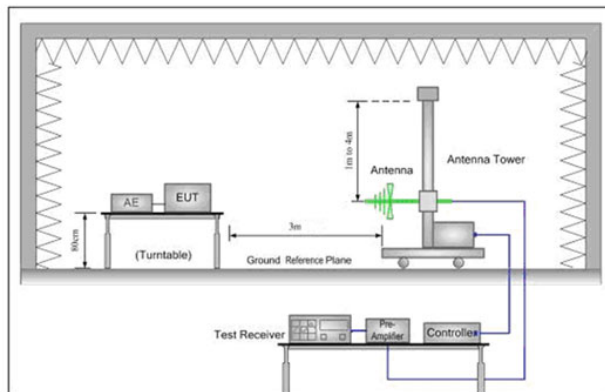 1m to 4m
Antenna
Antenna Tower
AE
EUT
80cm
(Turntable)
3m
Ground Reference Plane
Test Receiver
Pre-
Amplifier
Controller